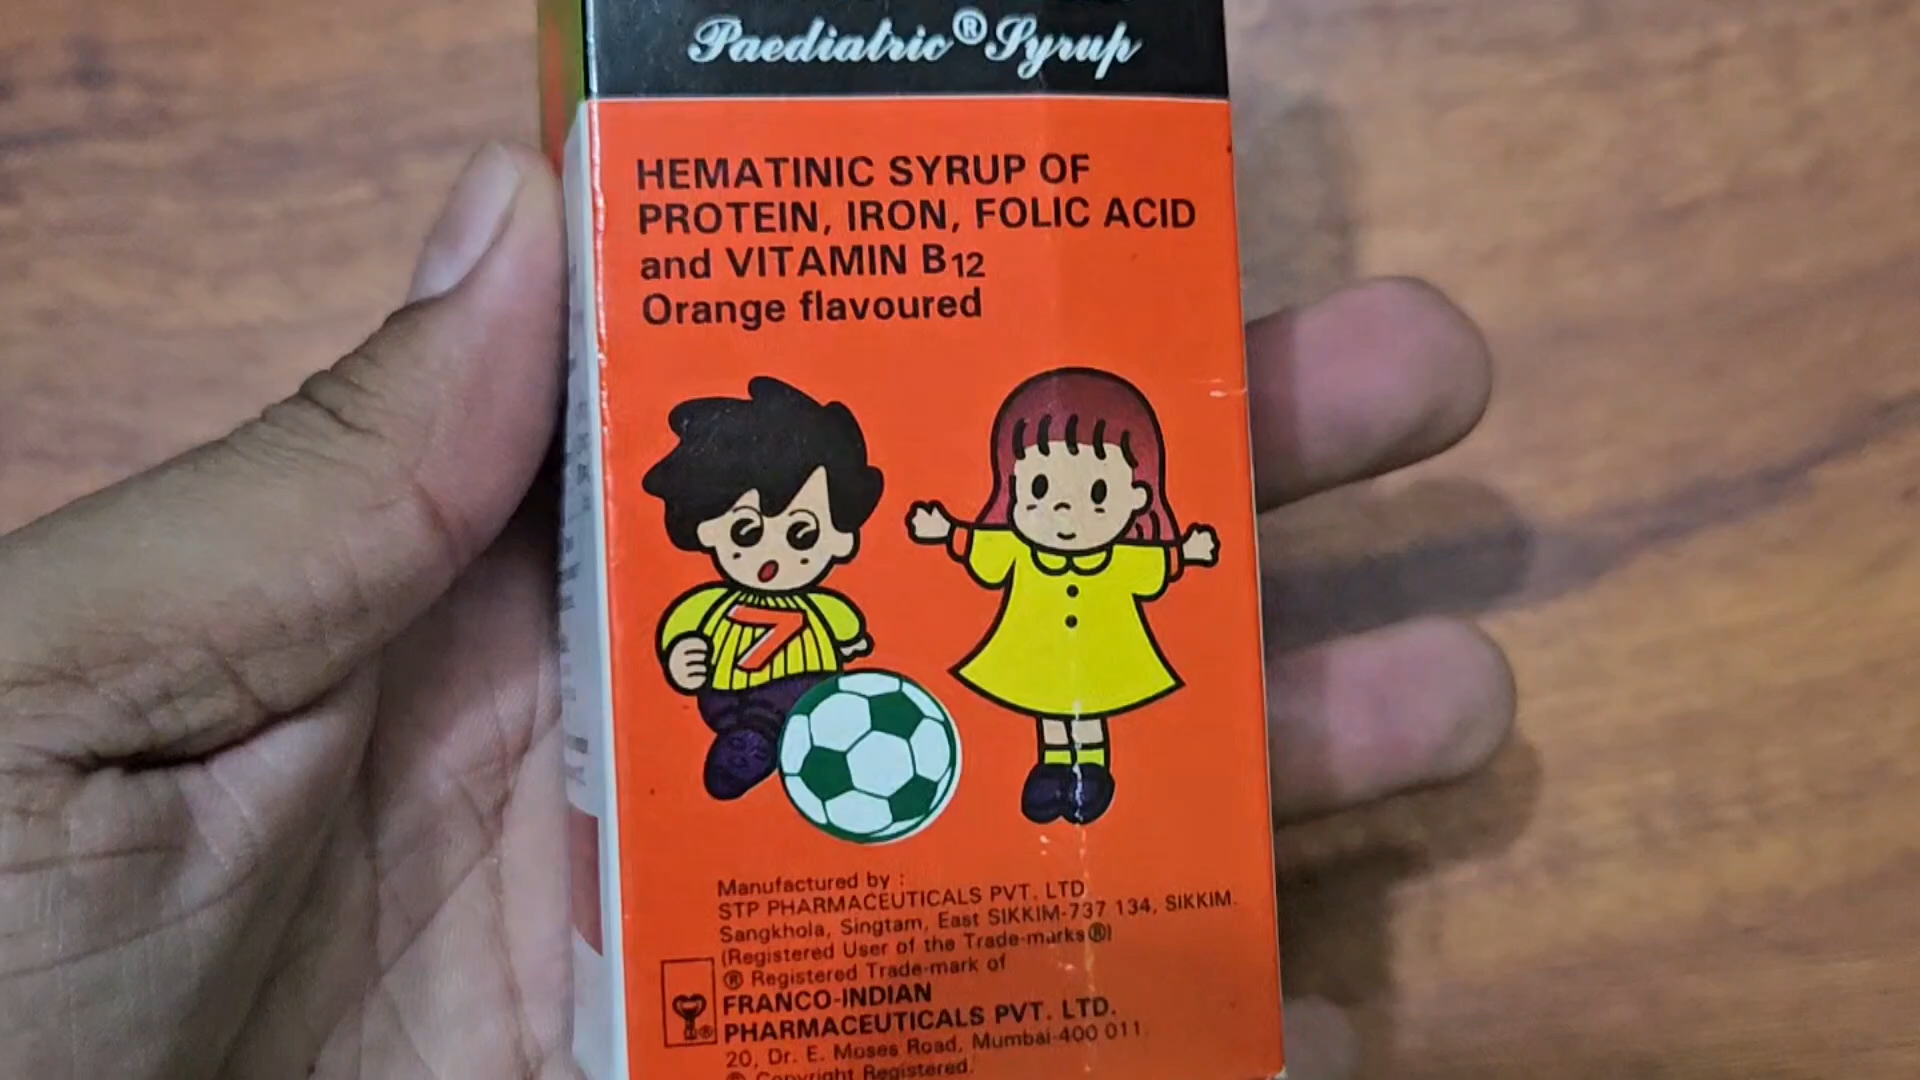 Paediatric® Syrup
HEMATINIC SYRUP OF
PROTEIN, IRON, FOLIC ACID
and VITAMIN B12
Orange flavoured
7
Manufactured by :
STP PHARMACEUTICALS PVT. LTD
Sangkhola, Singtam, East SIKKIM-737 134, SIKKIM.
(Registered User of the Trade-marks®)
® Registered Trade-mark of
FRANCO-INDIAN
PHARMACEUTICALS PVT. LTD.
20, Dr. E. Moses Road, Mumbai-400 011.
Copyright Registered.